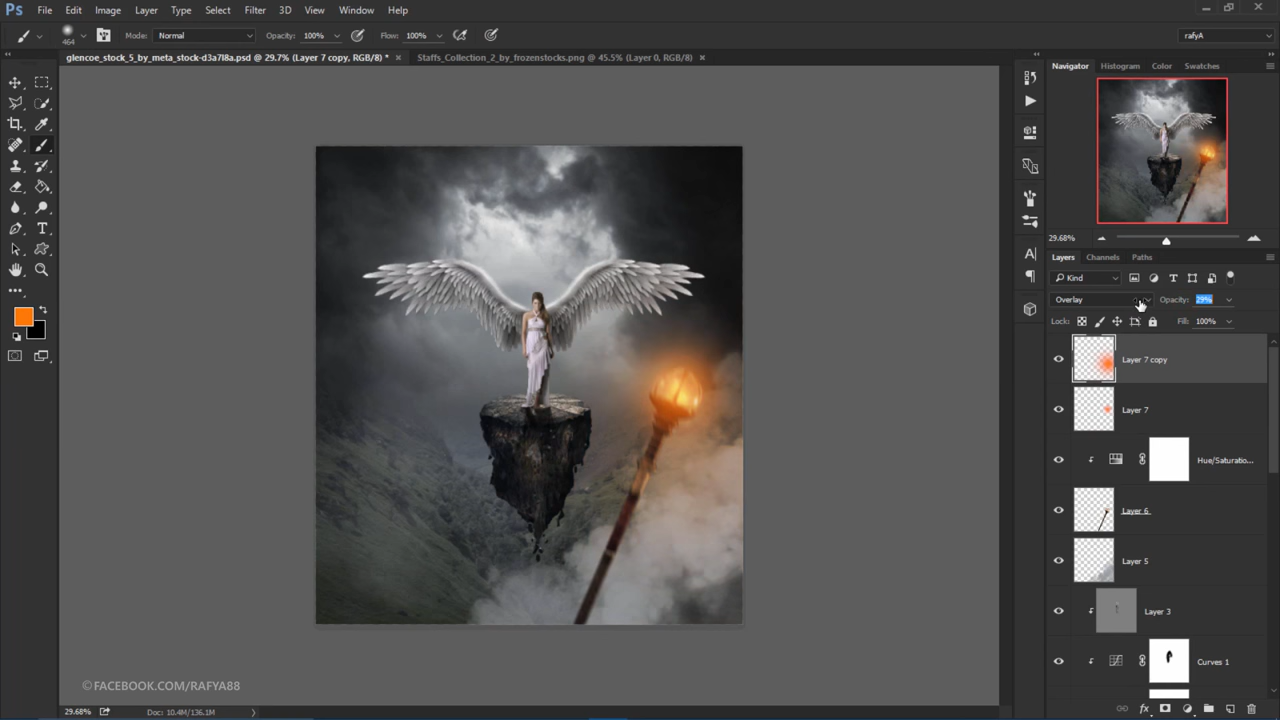 Ps File Edit Image Layer Type Select Filter 3D View Window Help
464 Mode: Normal Opacity: 100% Flow: 100% rafyA
glencoe_stock_5_by_meta_stock-d3a7l8a.psd @ 29.7% (Layer 7 copy, RGB/8) * × Staffs_Collection_2_by_frozenstocks.png @ 45.5% (Layer 0, RGB/8) ×
Navigator Histogram Color Swatches
29.68%
Layers Channels Paths
Kind
Overlay Opacity: 29%
Lock: Fill: 100%
Layer 7 copy
Layer 7
Hue/Saturatio...
Layer 6
Layer 5
Layer 3
Curves 1
©FACEBOOK.COM/RAFYA88
29.68% Doc: 10.4M/136.1M